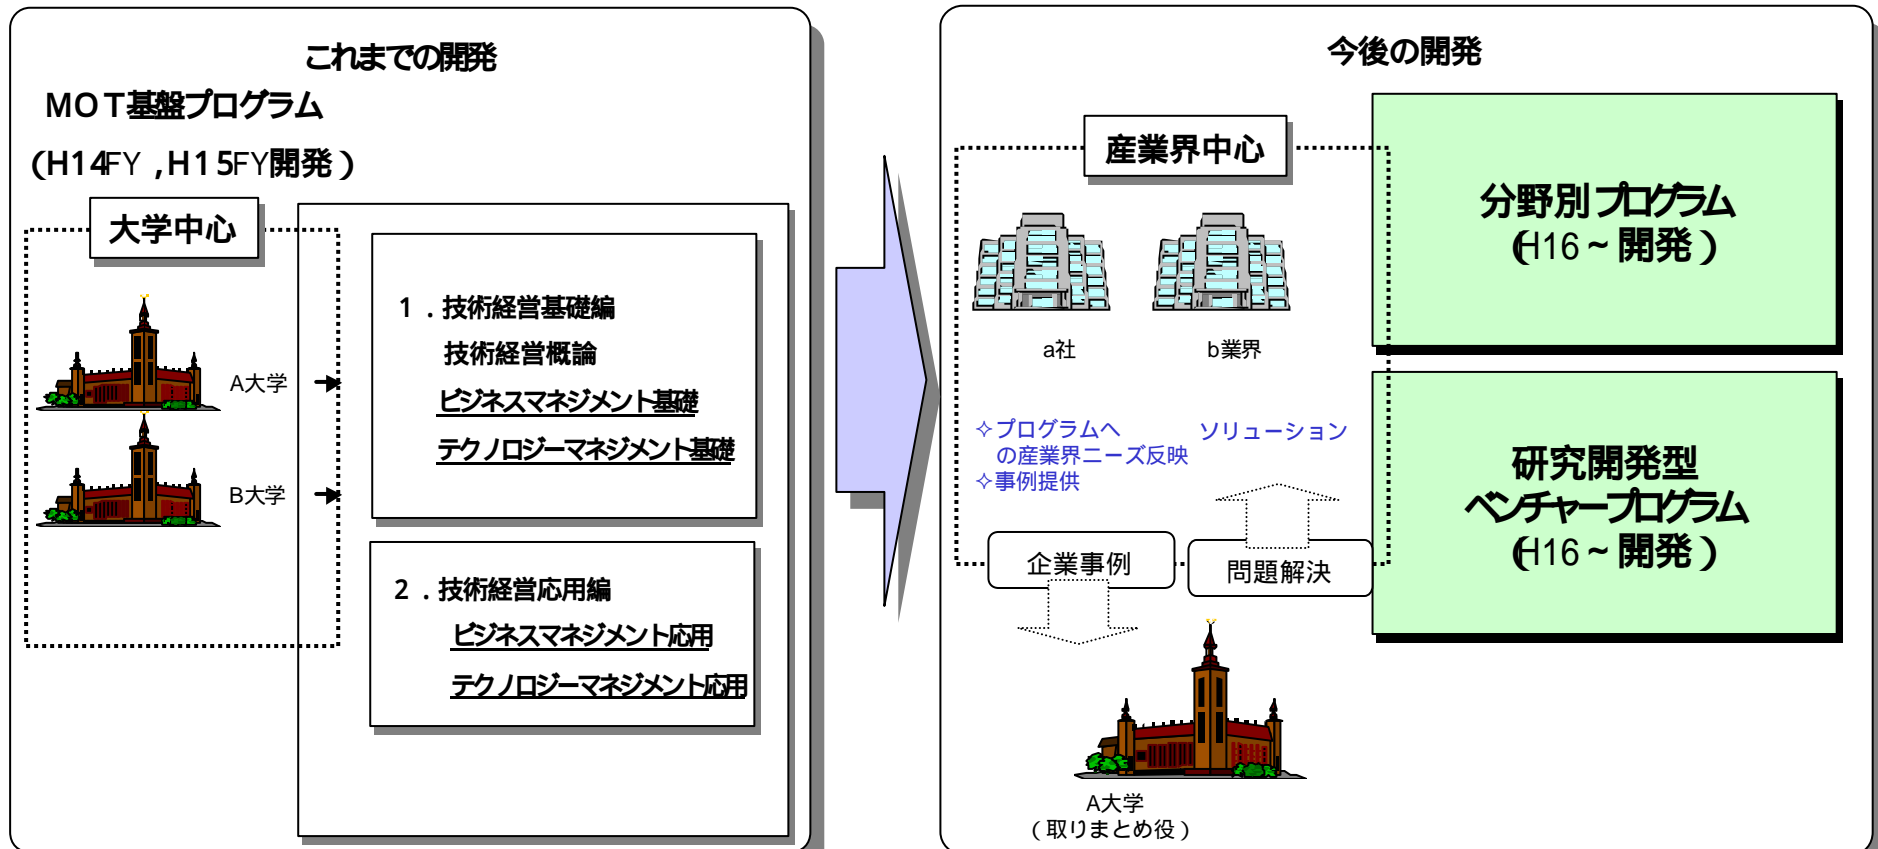 これまでの開発
MOT基盤プログラム
(H14FY ,H15FY開発)
大学中心
A大学
B大学
1.技術経営基礎編
技術経営概論
ビジネスマネジメント基礎
テクノロジーマネジメント基礎
2.技術経営応用編
ビジネスマネジメント応用
テクノロジーマネジメント応用
今後の開発
産業界中心
a社
b業界
✧プログラムへ
の産業界ニーズ反映
✧事例提供
ソリューション
企業事例
問題解決
A大学
(取りまとめ役)
分野別プログラム
(H16~開発)
研究開発型
ベンチャープログラム
(H16~開発)